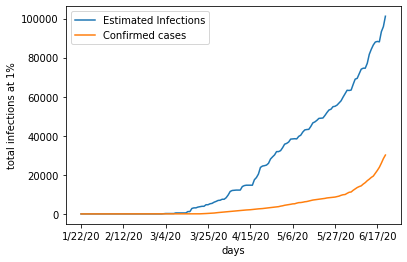 Estimated Infections
Confirmed cases
total infections at 1%
100000
80000
60000
40000
20000
0
1/22/20 2/12/20 3/4/20 3/25/20 4/15/20 5/6/20 5/27/20 6/17/20
days